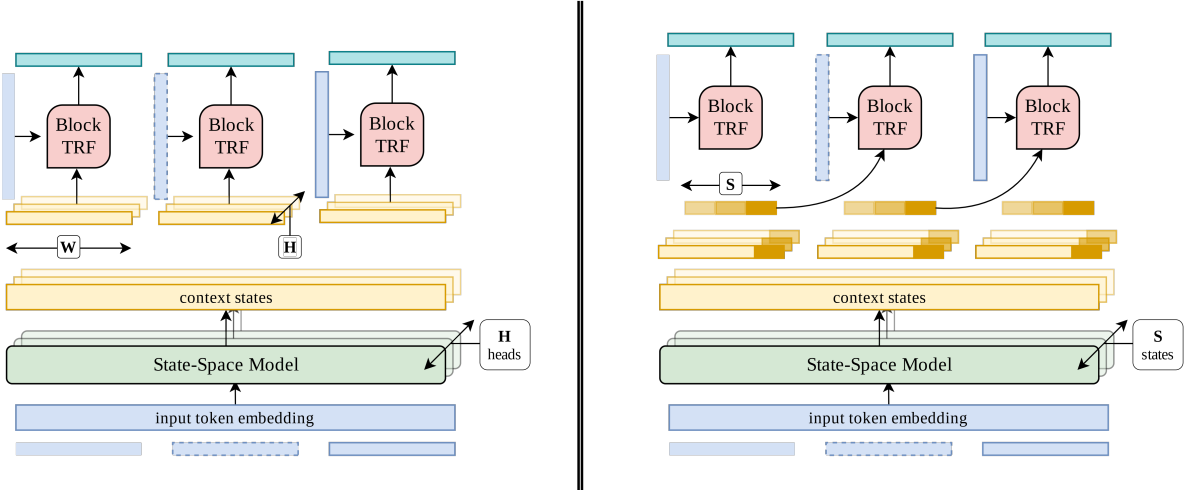 Block
TRF
Block
TRF
Block
TRF
W
H
context states
State-Space Model
H
heads
input token embedding
Block
TRF
Block
TRF
Block
TRF
S
context states
State-Space Model
S
states
input token embedding